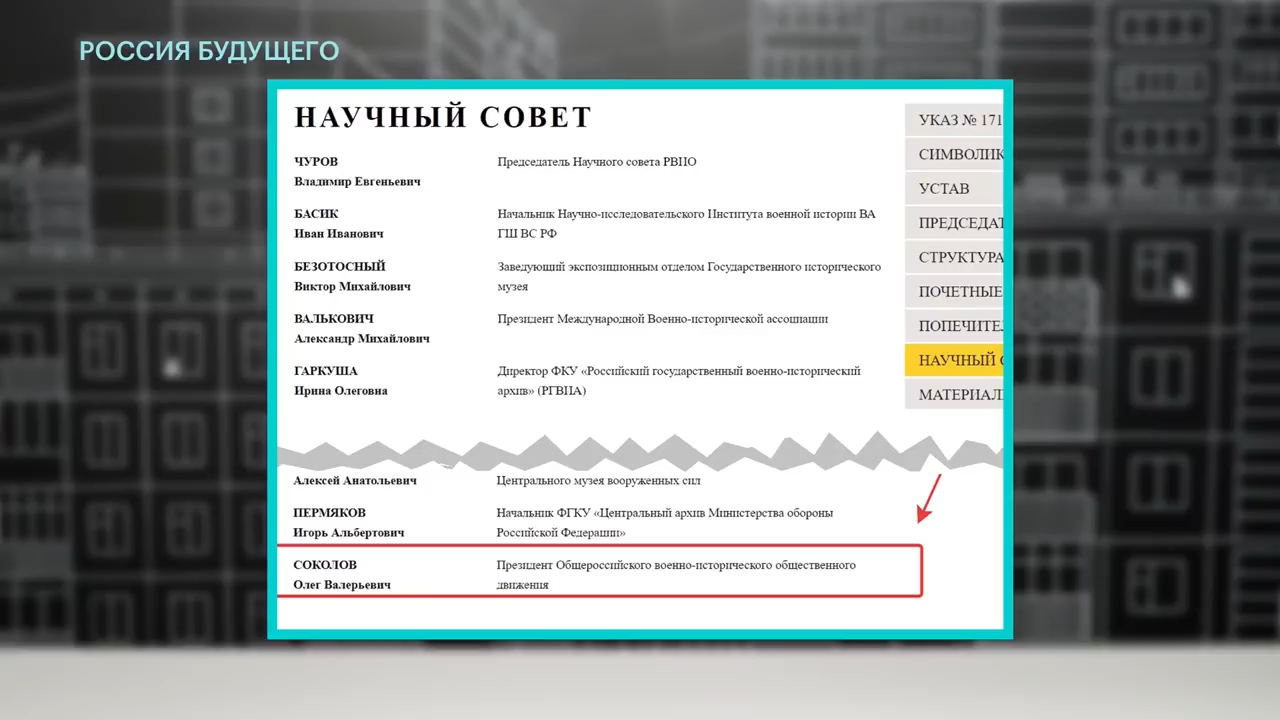 РОССИЯ БУДУЩЕГО
НАУЧНЫЙ СОВЕТ
ЧУРОВ
Владимир Евгеньевич
Председатель Научного совета РВИО
БАСИК
Иван Иванович
Начальник Научно-исследовательского Института военной истории ВА
ГШ ВС РФ
БЕЗОТОСНЫЙ
Виктор Михайлович
Заведующий экспозиционным отделом Государственного исторического
музея
ВАЛЬКОВИЧ
Александр Михайлович
Президент Международной Военно-исторической ассоциации
ГАРКУША
Ирина Олеговна
Директор ФКУ «Российский государственный военно-исторический
архив» (РГВИА)
Алексей Анатольевич
Центрального музея вооруженных сил
ПЕРМЯКОВ
Игорь Альбертович
Начальник ФГКУ «Центральный архив Министерства обороны
Российской Федерации»
СОКОЛОВ
Олег Валерьевич
Президент Общероссийского военно-исторического общественного
движения
УКАЗ № 171
СИМВОЛИК
УСТАВ
ПРЕДСЕДАТ
СТРУКТУРА
ПОЧЕТНЫЕ
ПОПЕЧИТЕЛ
НАУЧНЫЙ С
МАТЕРИАЛ